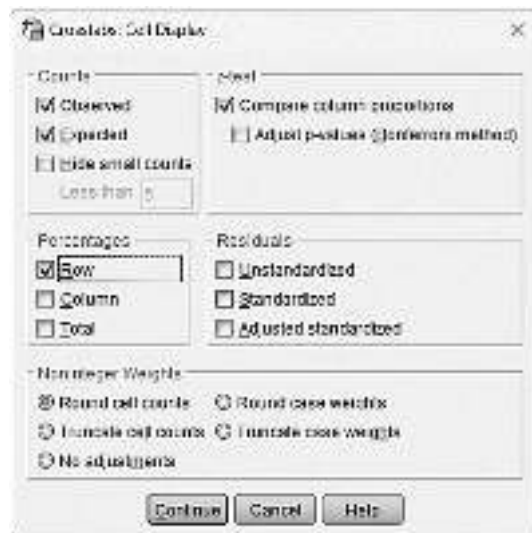 Crosstabs: Cell Display
Counts
Observed
Expected
Hide small counts
Less than 5
z-test
Compare column proportions
Adjust p-values (Bonferroni method)
Percentages
Row
Column
Total
Residuals
Unstandardized
Standardized
Adjusted standardized
Noninteger Weights
Round cell counts
Round case weights
Truncate cell counts
Truncate case weights
No adjustments
Continue
Cancel
Help